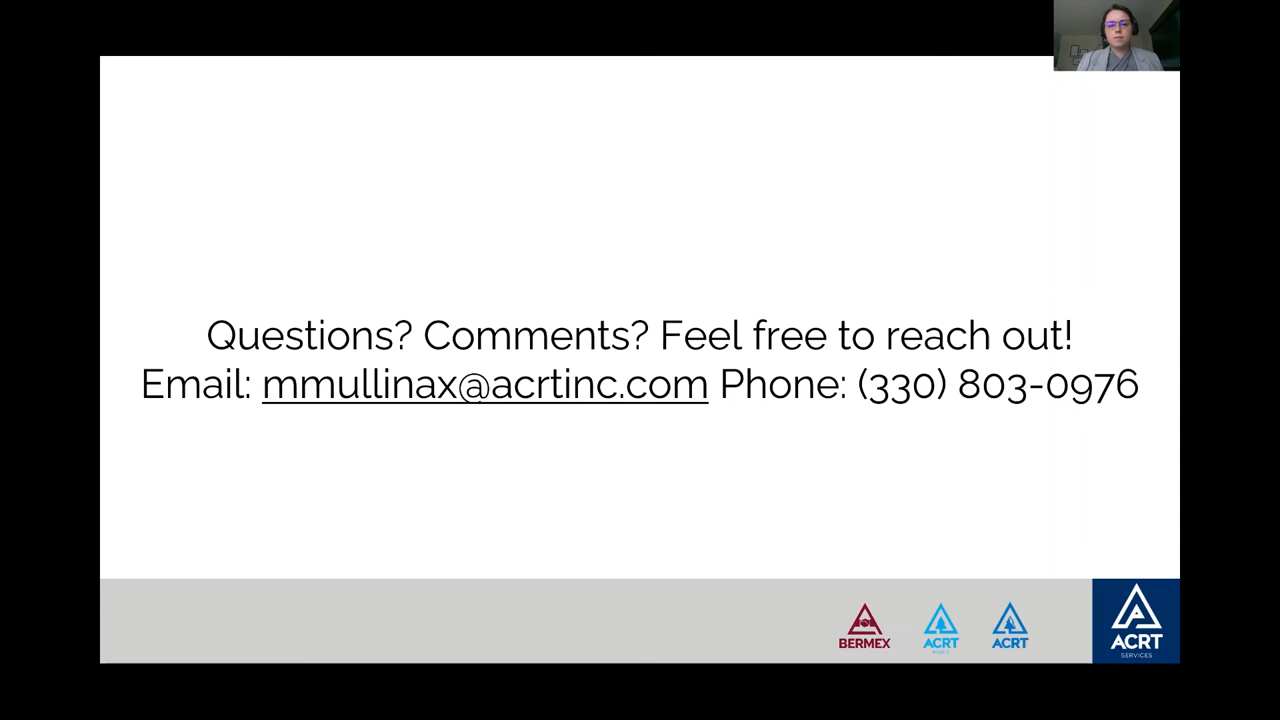 Questions? Comments? Feel free to reach out!
Email: mmullinax@acrtinc.com Phone: (330) 803-0976
BERMEX
ACRT
ACRT
ACRT
SERVICES